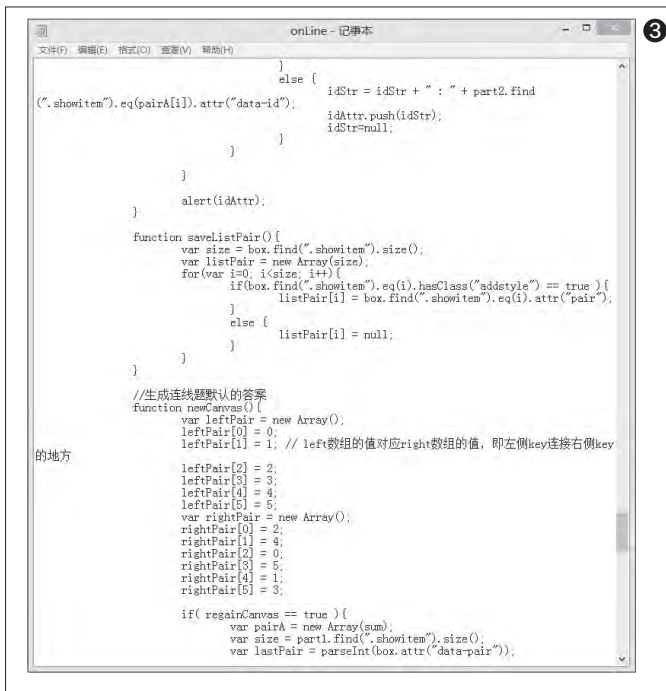 ❸
onLine - 记事本
文件(F) 编辑(E) 格式(O) 查看(V) 帮助(H)
}
else {
idStr = idStr + " : " + part2.find
(".showitem").eq(pairA[i]).attr("data-id");
idAttr.push(idStr);
idStr=null;
}
}
}
alert(idAttr);
}
function saveListPair(){
var size = box.find(".showitem").size();
var listPair = new Array(size);
for(var i=0; i<size; i++){
if(box.find(".showitem").eq(i).hasClass("addstyle") == true ){
listPair[i] = box.find(".showitem").eq(i).attr("pair");
}
else {
listPair[i] = null;
}
}
}
//生成连线题默认的答案
function newCanvas(){
var leftPair = new Array();
leftPair[0] = 0;
leftPair[1] = 1; // left数组的值对应right数组的值，即左侧key连接右侧key
的地方
leftPair[2] = 2;
leftPair[3] = 3;
leftPair[4] = 4;
leftPair[5] = 5;
var rightPair = new Array();
rightPair[0] = 2;
rightPair[1] = 4;
rightPair[2] = 0;
rightPair[3] = 5;
rightPair[4] = 1;
rightPair[5] = 3;
if( regainCanvas == true ){
var pairA = new Array(sum);
var size = part1.find(".showitem").size();
var lastPair = parseInt(box.attr("data-pair"));